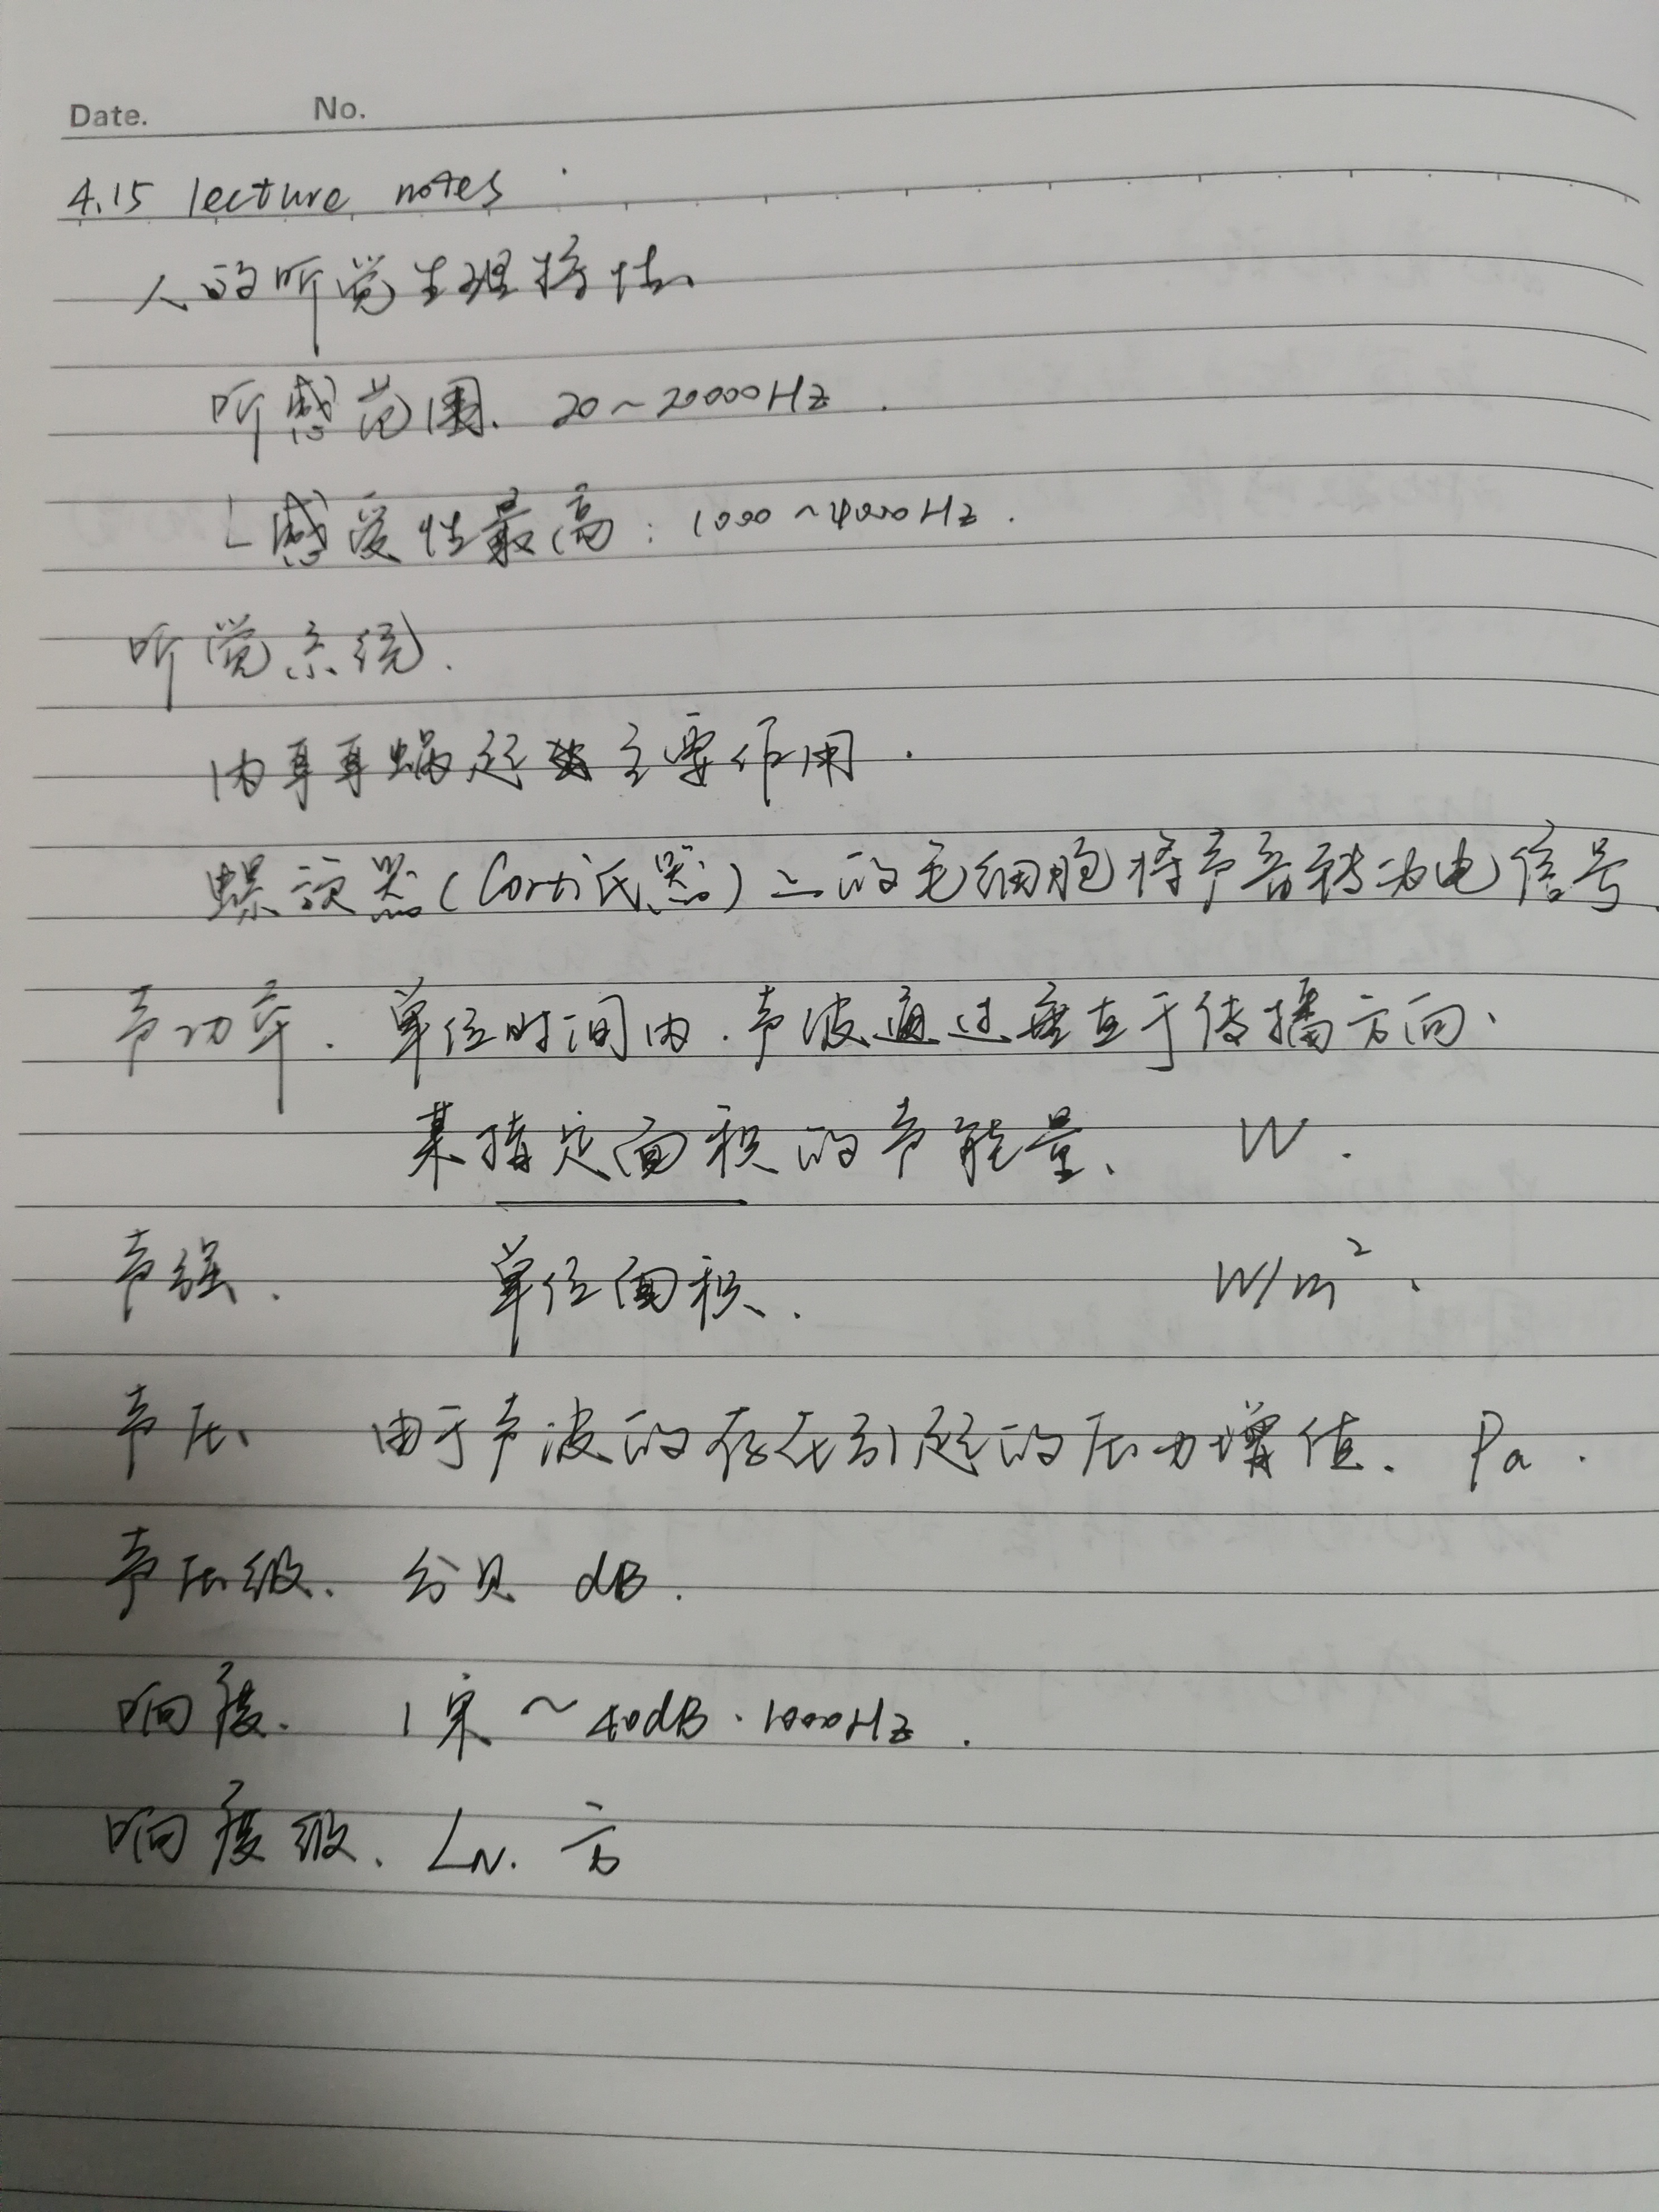 Date. No.
4.15 lecture notes
人的听觉生理特性
听感范围. 20~20000Hz.
L感受性最高: 1000~4000Hz.
听觉系统.
内耳耳蜗起主要作用.
螺旋器(Corti氏器)上的毛细胞将声音转为电信号.
声功率. 单位时间内.声波通过垂直于传播方向、
某指定面积的声能量、 W.
声强. 单位面积. W/m².
声压、 由于声波的存在引起的压力增值. Pa.
声压级. 分贝 dB.
响度. 1宋~40dB.1000Hz.
响度级. LN. 方